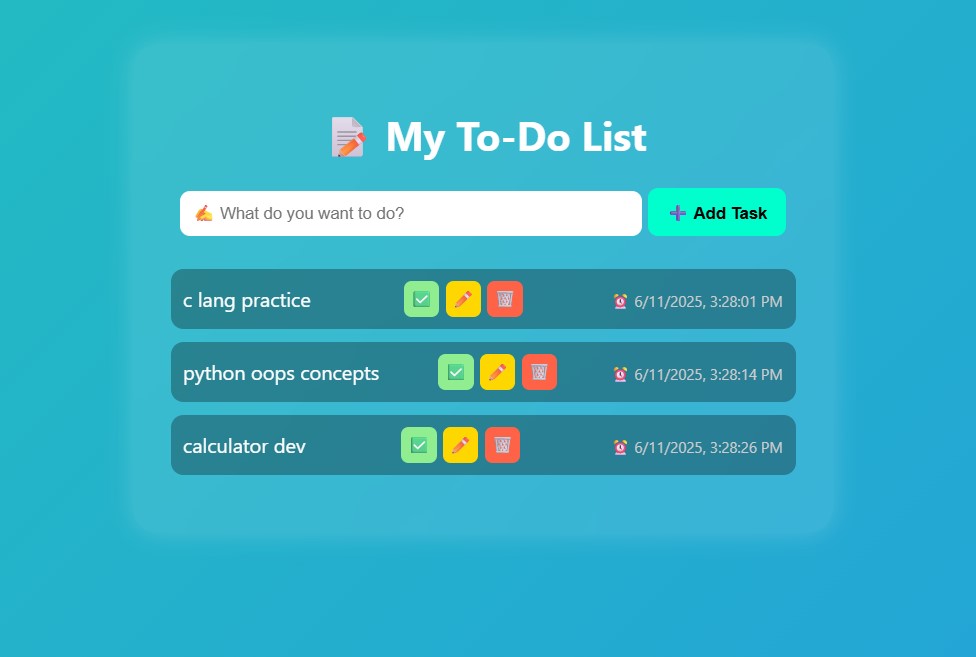 📝 My To-Do List
✍️ What do you want to do?
➕ Add Task
c lang practice ✅ ✏️ 🗑️ ⏰ 6/11/2025, 3:28:01 PM
python oops concepts ✅ ✏️ 🗑️ ⏰ 6/11/2025, 3:28:14 PM
calculator dev ✅ ✏️ 🗑️ ⏰ 6/11/2025, 3:28:26 PM